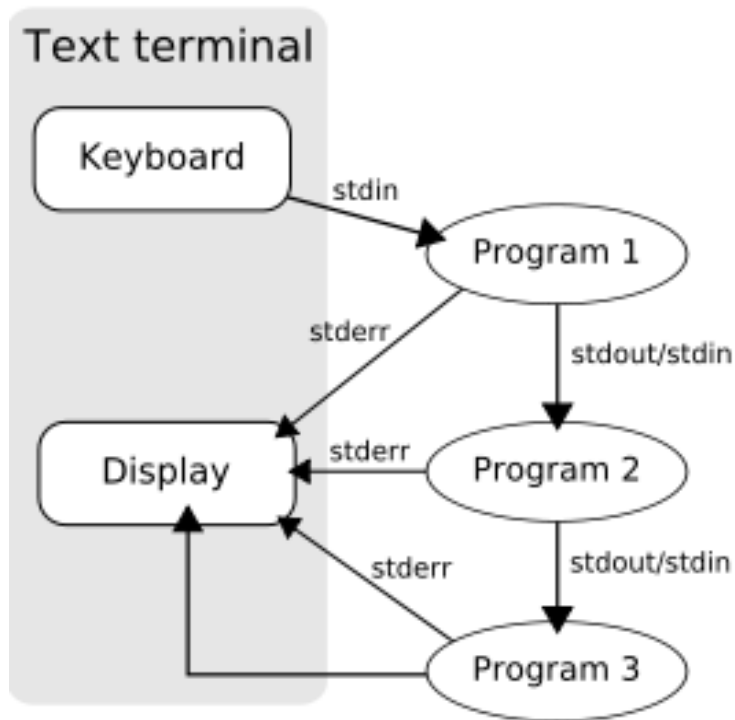 Text terminal
Keyboard
stdin
Program 1
stderr
stdout/stdin
Display
stderr
Program 2
stderr
stdout/stdin
Program 3